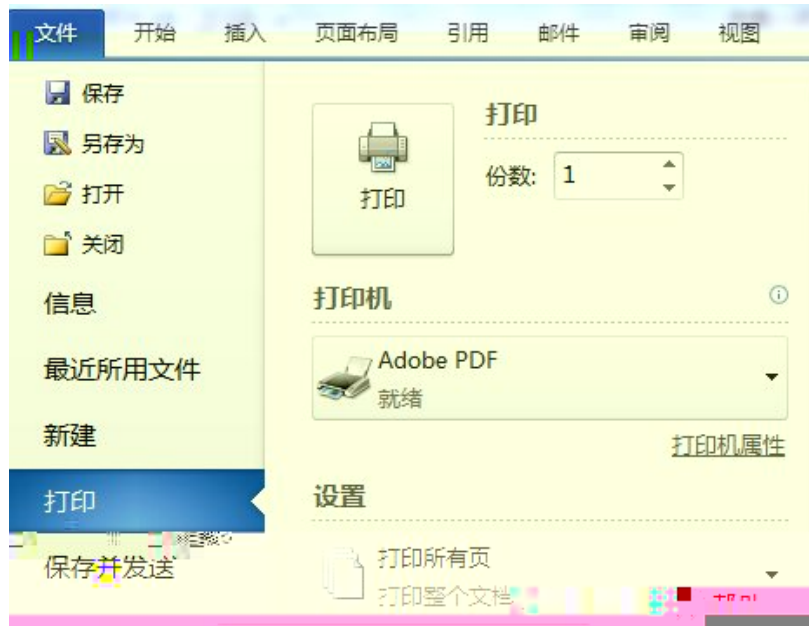 文件 开始 插入 页面布局 引用 邮件 审阅 视图
保存
另存为
打开
关闭
信息
最近所用文件
新建
打印
保存并发送
打印
打印
份数: 1
打印机
Adobe PDF
就绪
打印机属性
设置
打印所有页
打印整个文档